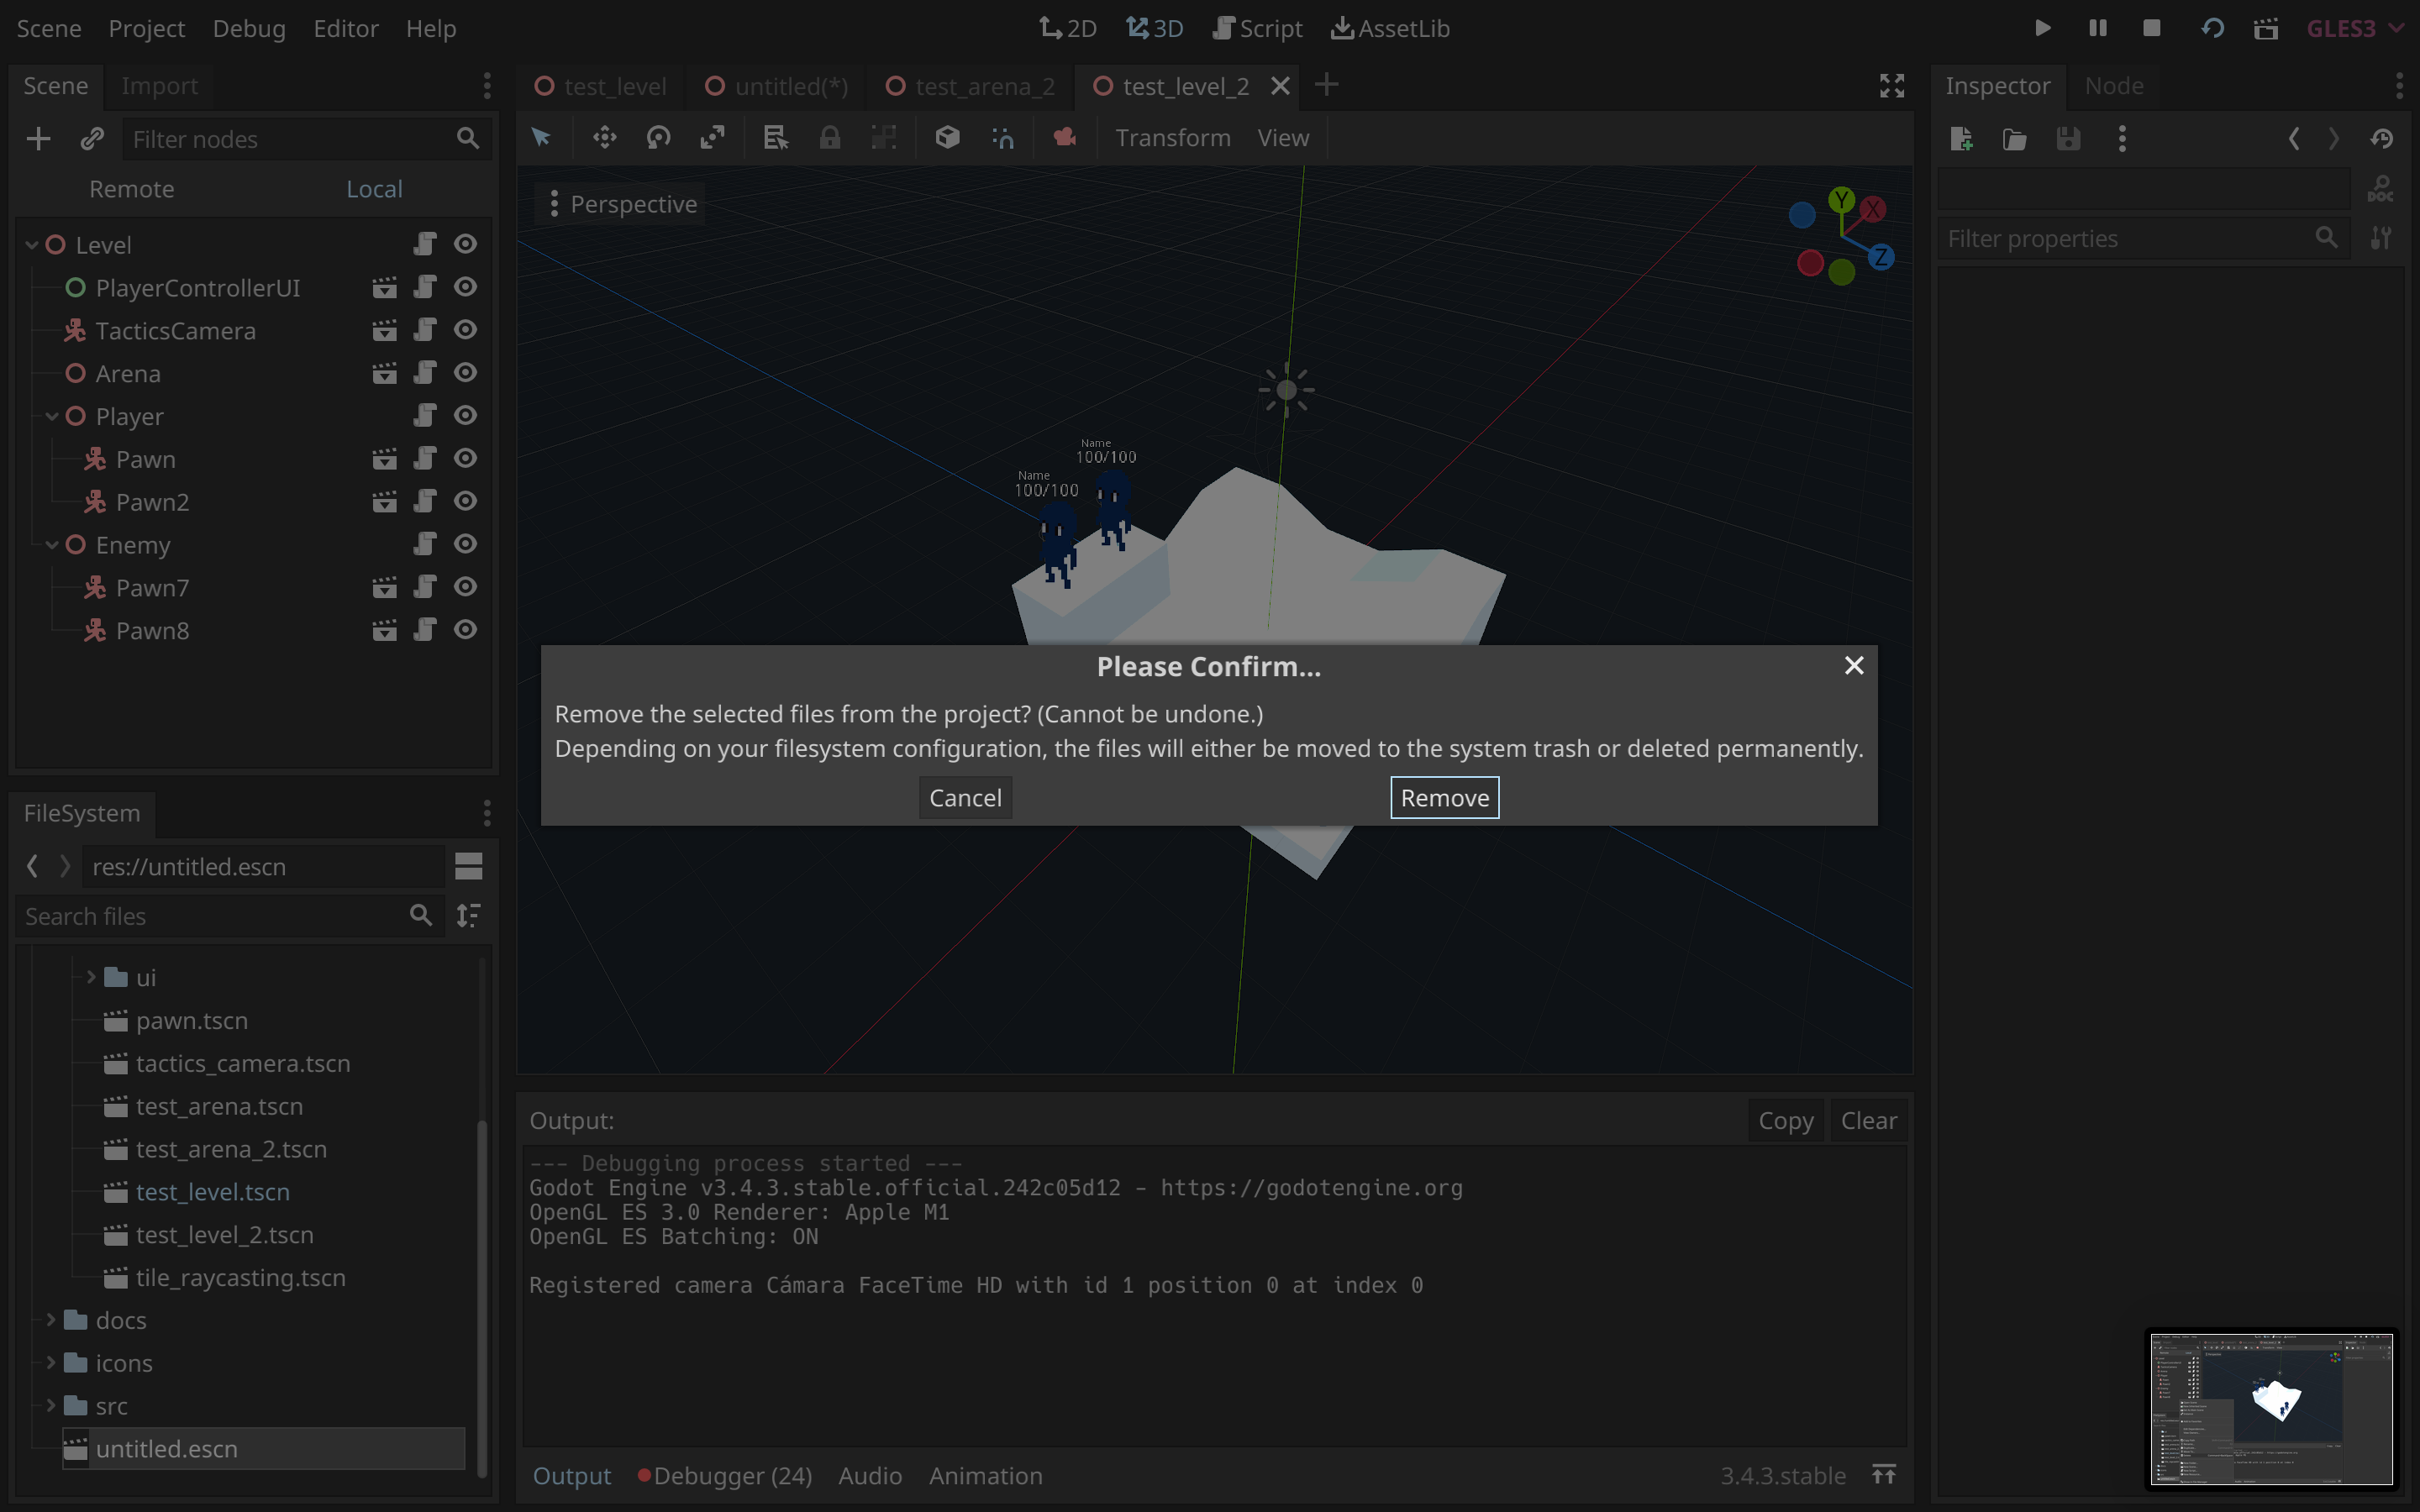 Scene Project Debug Editor Help
2D 3D Script AssetLib
GLES3
Scene Import
test_level untitled(*) test_arena_2 test_level_2
Inspector Node
Filter nodes
Transform View
Remote Local
Perspective
Y X Z
DOC
Filter properties
Level
PlayerControllerUI
TacticsCamera
Arena
Player
Pawn
Pawn2
Enemy
Pawn7
Pawn8
Name
100/100
Name
100/100
Please Confirm...
Remove the selected files from the project? (Cannot be undone.)
Depending on your filesystem configuration, the files will either be moved to the system trash or deleted permanently.
Cancel Remove
FileSystem
res://untitled.escn
Search files
ui
pawn.tscn
tactics_camera.tscn
test_arena.tscn
test_arena_2.tscn
test_level.tscn
test_level_2.tscn
tile_raycasting.tscn
docs
icons
src
untitled.escn
Output:
Copy Clear
--- Debugging process started ---
Godot Engine v3.4.3.stable.official.242c05d12 - https://godotengine.org
OpenGL ES 3.0 Renderer: Apple M1
OpenGL ES Batching: ON
Registered camera Cámara FaceTime HD with id 1 position 0 at index 0
Output Debugger (24) Audio Animation
3.4.3.stable